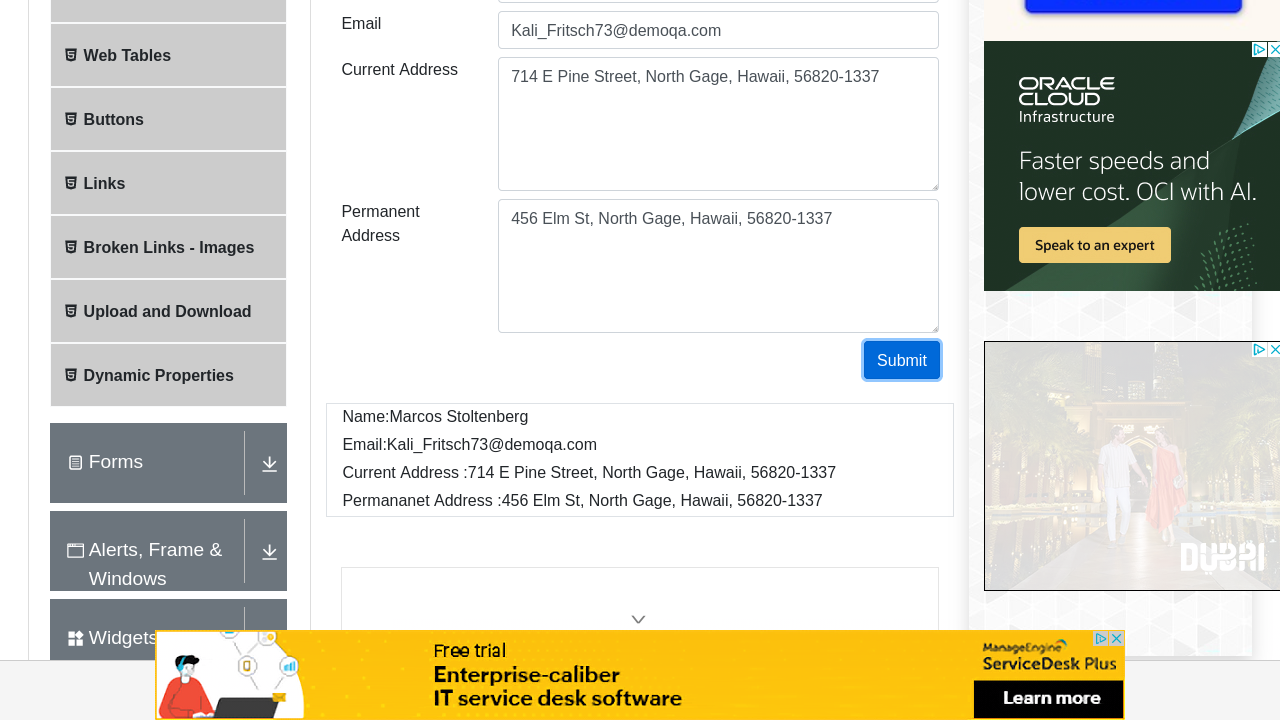 Web Tables
Buttons
Links
Broken Links - Images
Upload and Download
Dynamic Properties
Forms
Alerts, Frame &
Windows
Widgets
Email
Kali_Fritsch73@demoqa.com
Current Address
714 E Pine Street, North Gage, Hawaii, 56820-1337
Permanent
Address
456 Elm St, North Gage, Hawaii, 56820-1337
Submit
Name:Marcos Stoltenberg
Email:Kali_Fritsch73@demoqa.com
Current Address :714 E Pine Street, North Gage, Hawaii, 56820-1337
Permananet Address :456 Elm St, North Gage, Hawaii, 56820-1337
ORACLE
CLOUD
Infrastructure
Faster speeds and
lower cost. OCI with AI.
Speak to an expert
DUBAI
Free trial
Enterprise-caliber
IT service desk software
ManageEngine
ServiceDesk Plus
Learn more